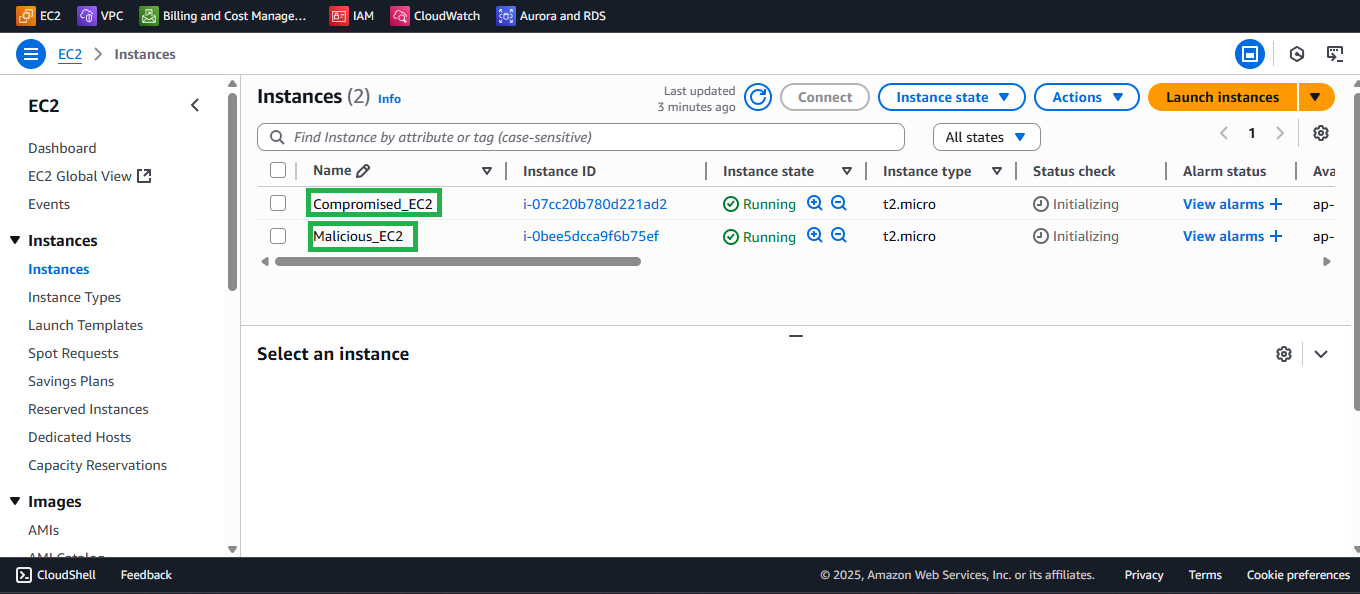 EC2 VPC Billing and Cost Manage... IAM CloudWatch Aurora and RDS
EC2 Instances
EC2
Dashboard
EC2 Global View
Events
Instances
Instances
Instance Types
Launch Templates
Spot Requests
Savings Plans
Reserved Instances
Dedicated Hosts
Capacity Reservations
Images
AMIs
AMI Catalog
Instances (2) Info
Last updated
3 minutes ago
Connect Instance state Actions Launch instances
Find Instance by attribute or tag (case-sensitive)
All states
1
Name Instance ID Instance state Instance type Status check Alarm status Ava
Compromised_EC2 i-07cc20b780d221ad2 Running t2.micro Initializing View alarms + ap-
Malicious_EC2 i-0bee5dcca9f6b75ef Running t2.micro Initializing View alarms + ap-
Select an instance
CloudShell Feedback © 2025, Amazon Web Services, Inc. or its affiliates. Privacy Terms Cookie preferences